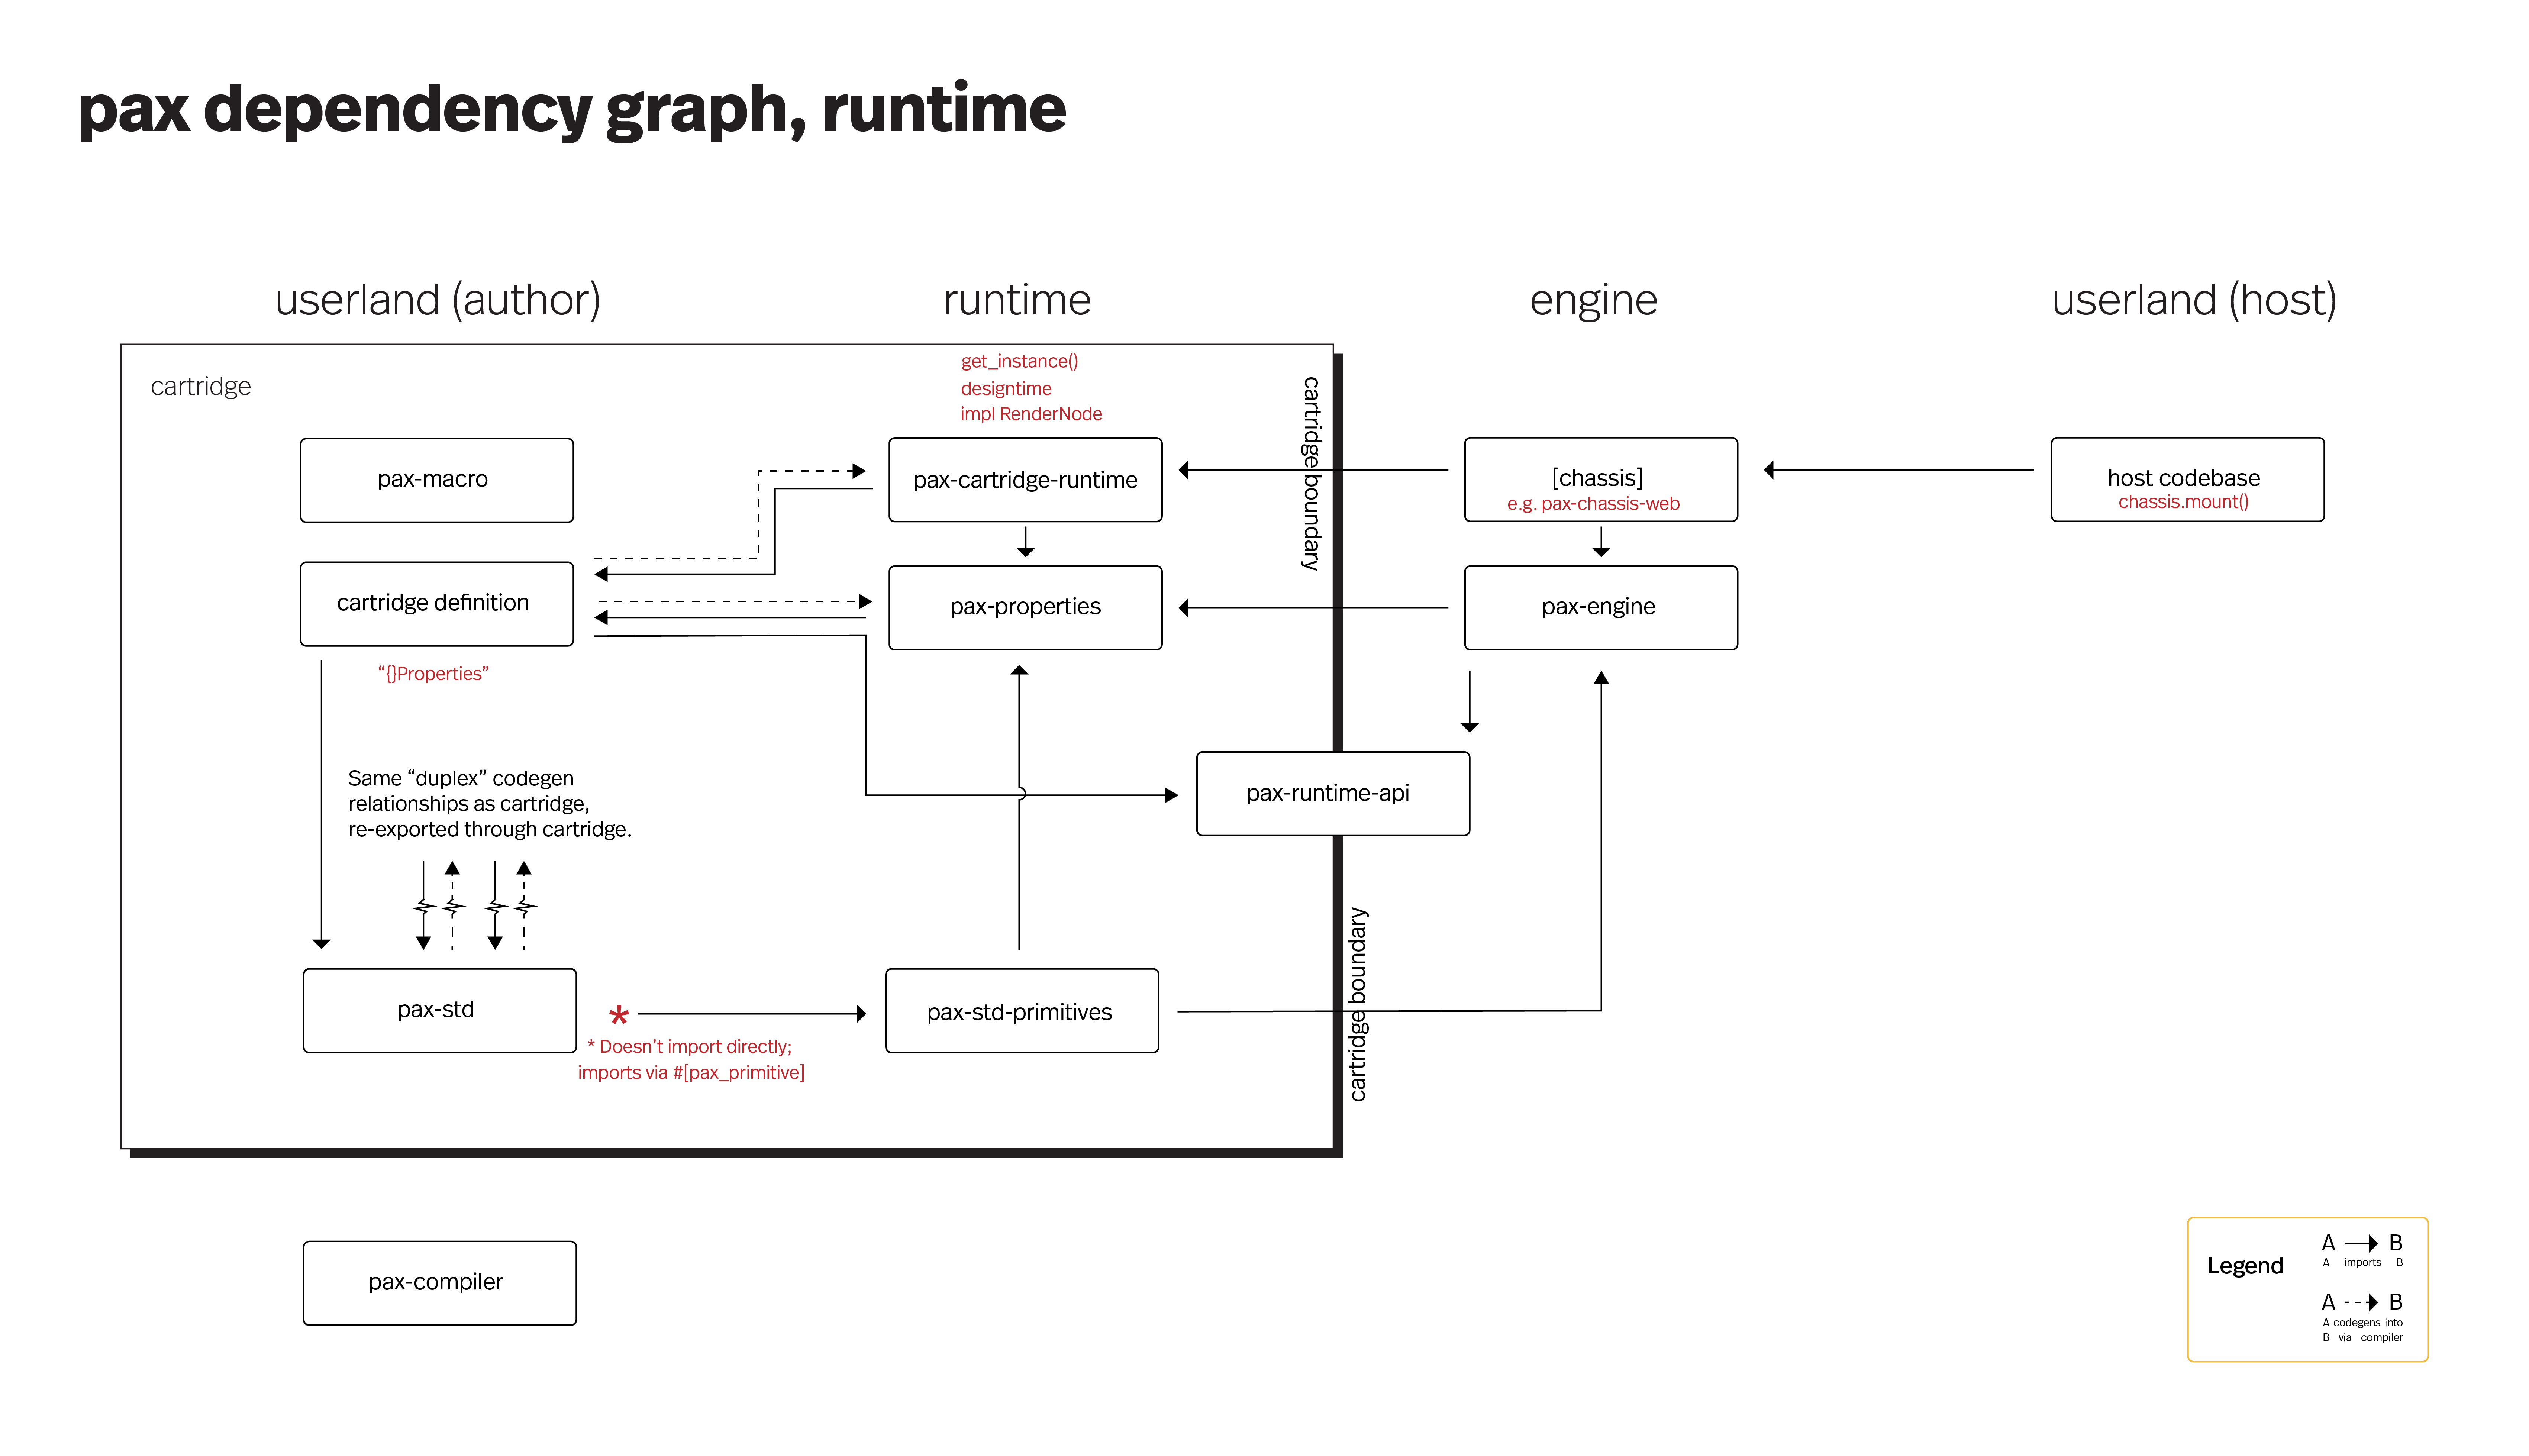 pax dependency graph, runtime
userland (author)
runtime
engine
userland (host)
cartridge
get_instance()
designtime
impl RenderNode
cartridge boundary
pax-macro
pax-cartridge-runtime
[chassis]
e.g. pax-chassis-web
host codebase
chassis.mount()
cartridge definition
pax-properties
pax-engine
“{}Properties”
Same “duplex” codegen
relationships as cartridge,
re-exported through cartridge.
pax-runtime-api
cartridge boundary
pax-std
*
pax-std-primitives
* Doesn’t import directly;
imports via #[pax_primitive]
pax-compiler
Legend
A B
A imports B
A B
A codegens into
B via compiler